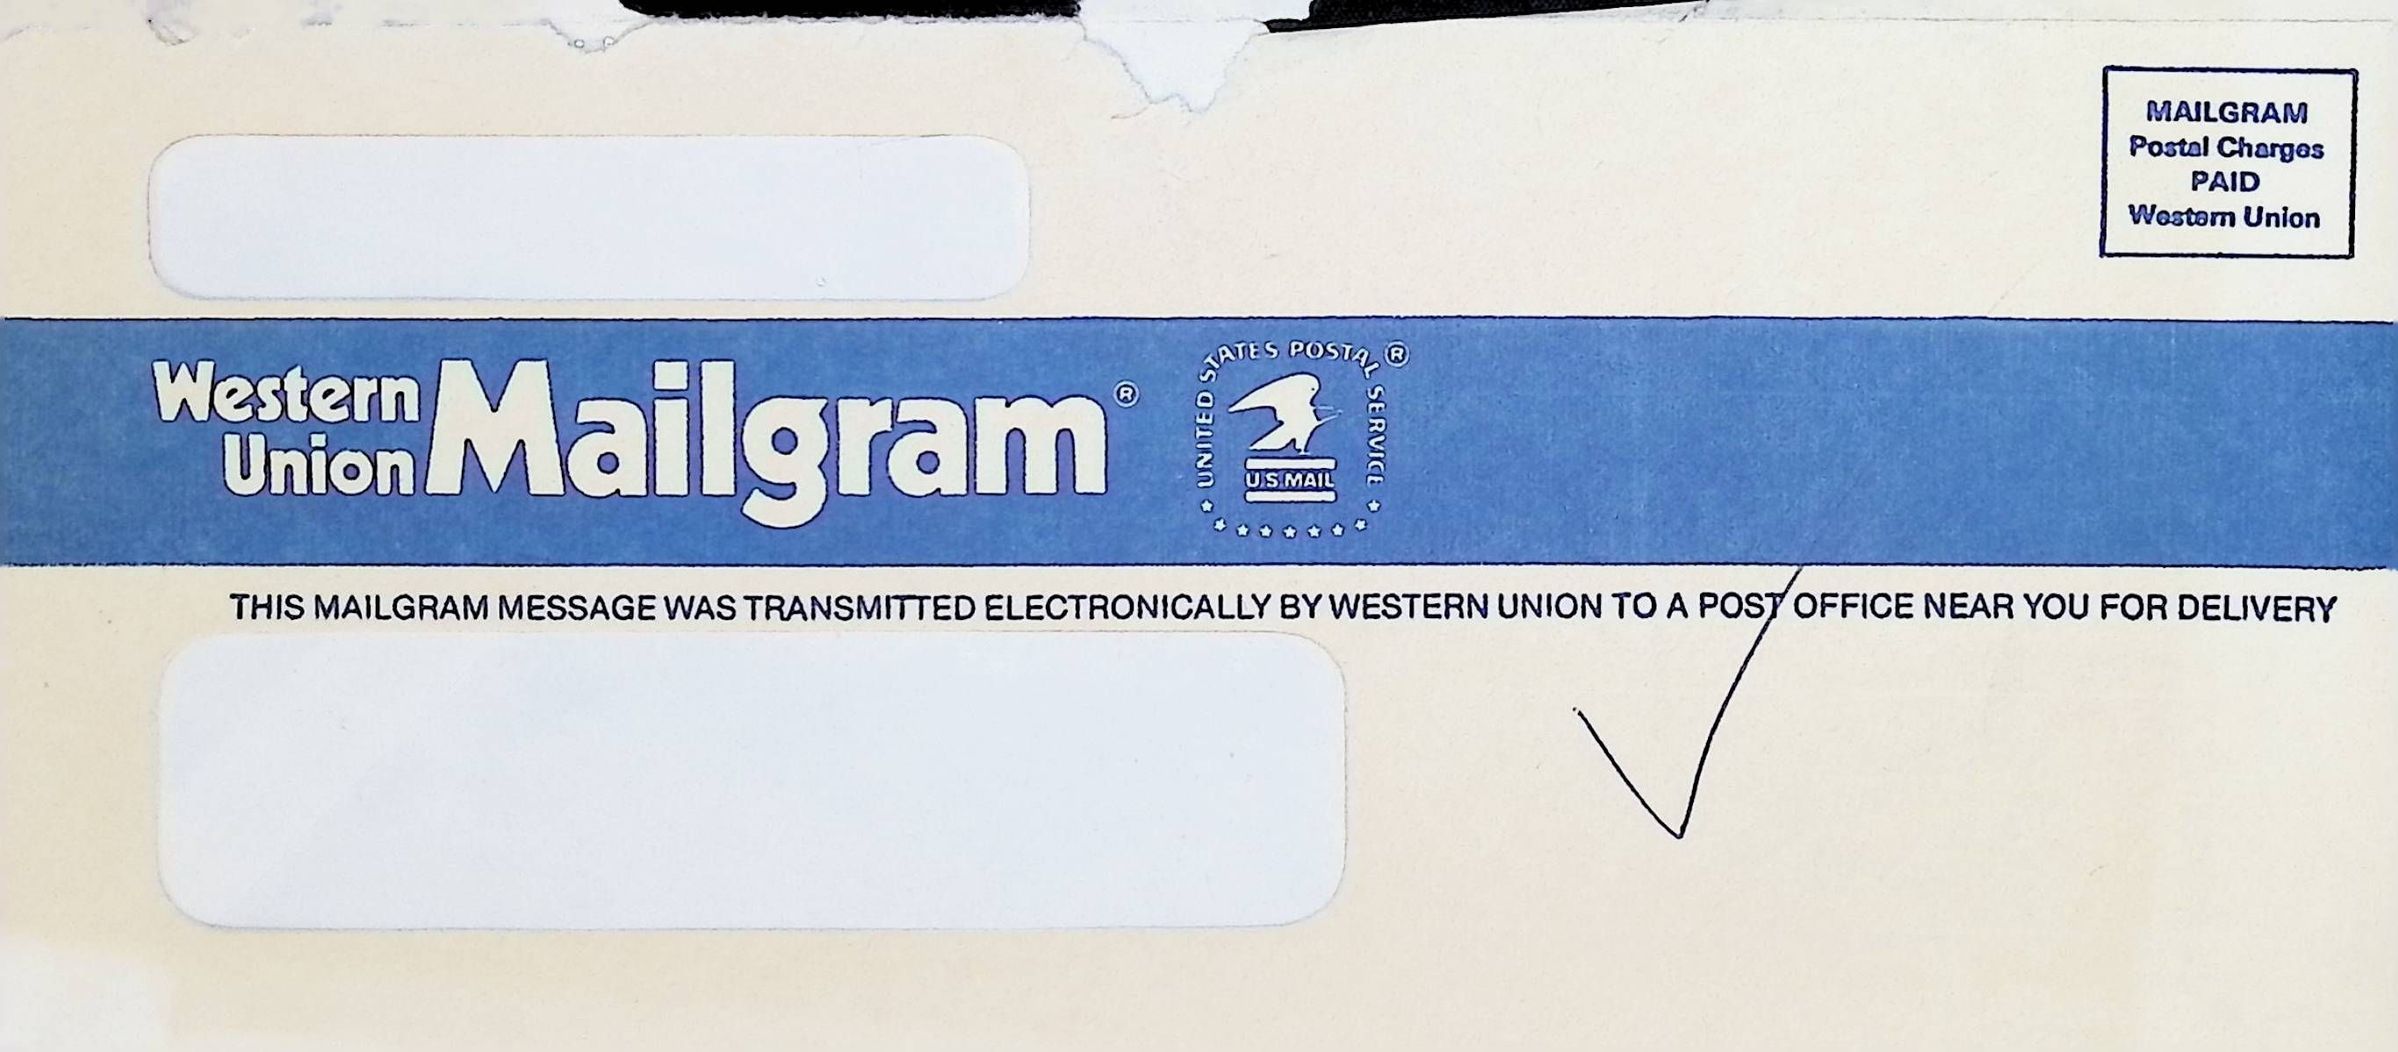 MAILGRAM
Postal Charges
PAID
Western Union
Western
Union
Mailgram®
UNITED STATES POSTAL SERVICE ®
U.S.MAIL
THIS MAILGRAM MESSAGE WAS TRANSMITTED ELECTRONICALLY BY WESTERN UNION TO A POST OFFICE NEAR YOU FOR DELIVERY